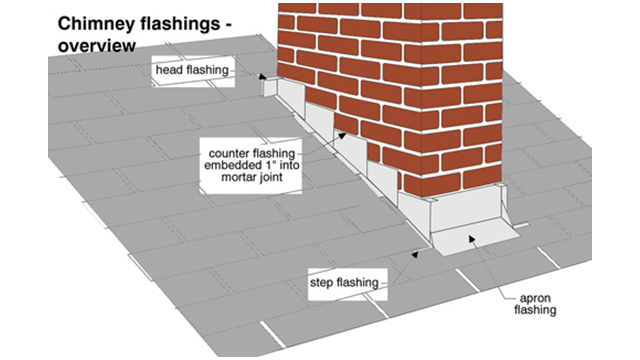 Chimney flashings -
overview
head flashing
counter flashing
embedded 1" into
mortar joint
step flashing
apron
flashing